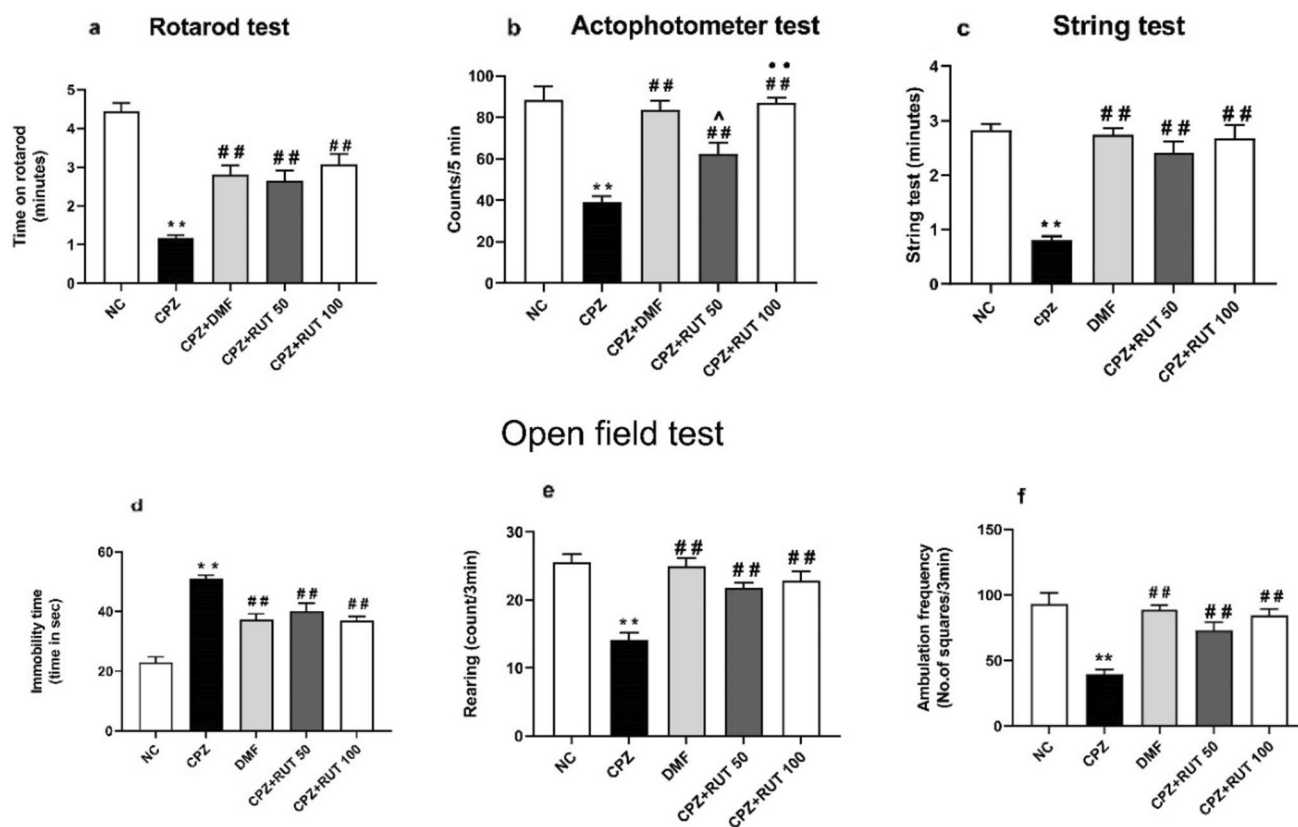 a Rotarod test
Time on rotarod
(minutes)
5
4
3
2
1
0
**
##
##
##
NC
CPZ
CPZ+DMF
CPZ+RUT 50
CPZ+RUT 100
b Actophotometer test
Counts/5 min
100
80
60
40
20
0
**
##
^
##
••
##
NC
CPZ
CPZ+DMF
CPZ+RUT 50
CPZ+RUT 100
c String test
String test (minutes)
4
3
2
1
0
**
##
##
##
NC
cpz
DMF
CPZ+RUT 50
CPZ+RUT 100
Open field test
d
Immobility time
(time in sec)
60
40
20
0
**
##
##
##
NC
CPZ
DMF
CPZ+RUT 50
CPZ+RUT 100
e
Rearing (count/3min)
30
20
10
0
**
##
##
##
NC
CPZ
DMF
CPZ+RUT 50
CPZ+RUT 100
f
Ambulation frequency
(No.of squares/3min)
150
100
50
0
**
##
##
##
NC
CPZ
DMF
CPZ+RUT 50
CPZ+RUT 100